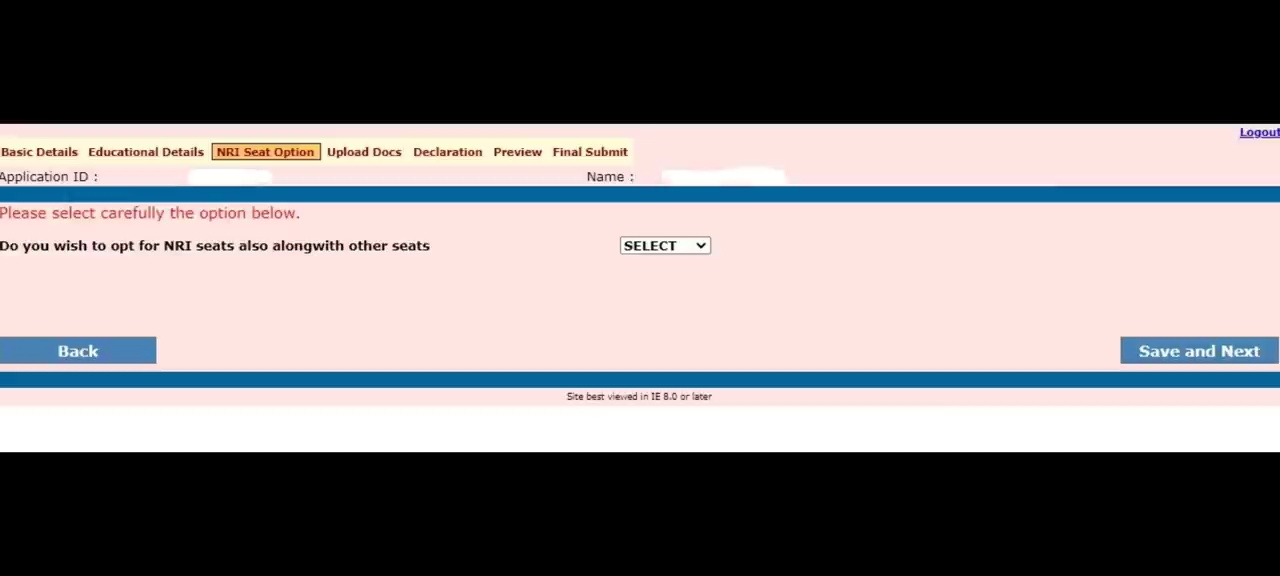 Logout
Basic Details Educational Details NRI Seat Option Upload Docs Declaration Preview Final Submit
Application ID : Name :
Please select carefully the option below.
Do you wish to opt for NRI seats also alongwith other seats SELECT
Back Save and Next
Site best viewed in IE 8.0 or later